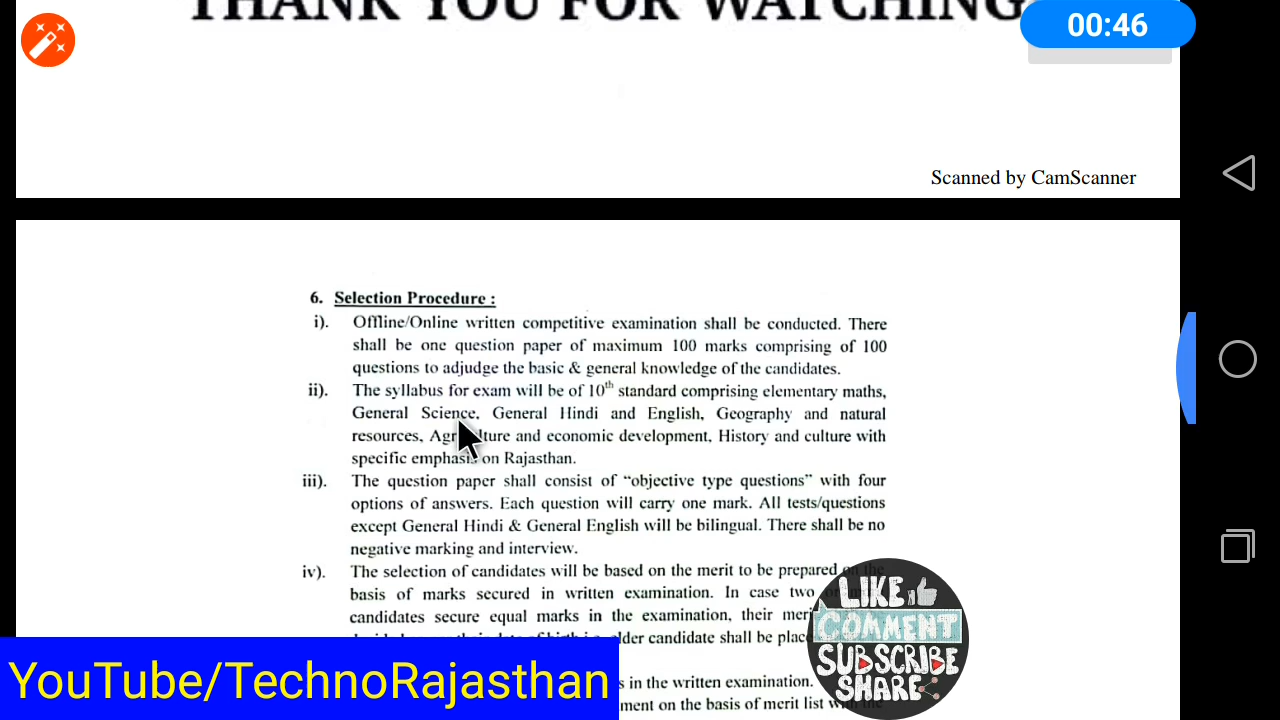 THANK YOU FOR WATCHING
00:46
Scanned by CamScanner
6. Selection Procedure :
i). Offline/Online written competitive examination shall be conducted. There
shall be one question paper of maximum 100 marks comprising of 100
questions to adjudge the basic & general knowledge of the candidates.
ii). The syllabus for exam will be of 10th standard comprising elementary maths,
General Science, General Hindi and English, Geography and natural
resources, Agriculture and economic development, History and culture with
specific emphasis on Rajasthan.
iii). The question paper shall consist of “objective type questions” with four
options of answers. Each question will carry one mark. All tests/questions
except General Hindi & General English will be bilingual. There shall be no
negative marking and interview.
iv). The selection of candidates will be based on the merit to be prepared on the
basis of marks secured in written examination. In case two
candidates secure equal marks in the examination, their
date of birth i.e. older candidate shall be
s in the written examination.
ment on the basis of merit list
YouTube/TechnoRajasthan
LIKE
COMMENT
SUBSCRIBE
SHARE